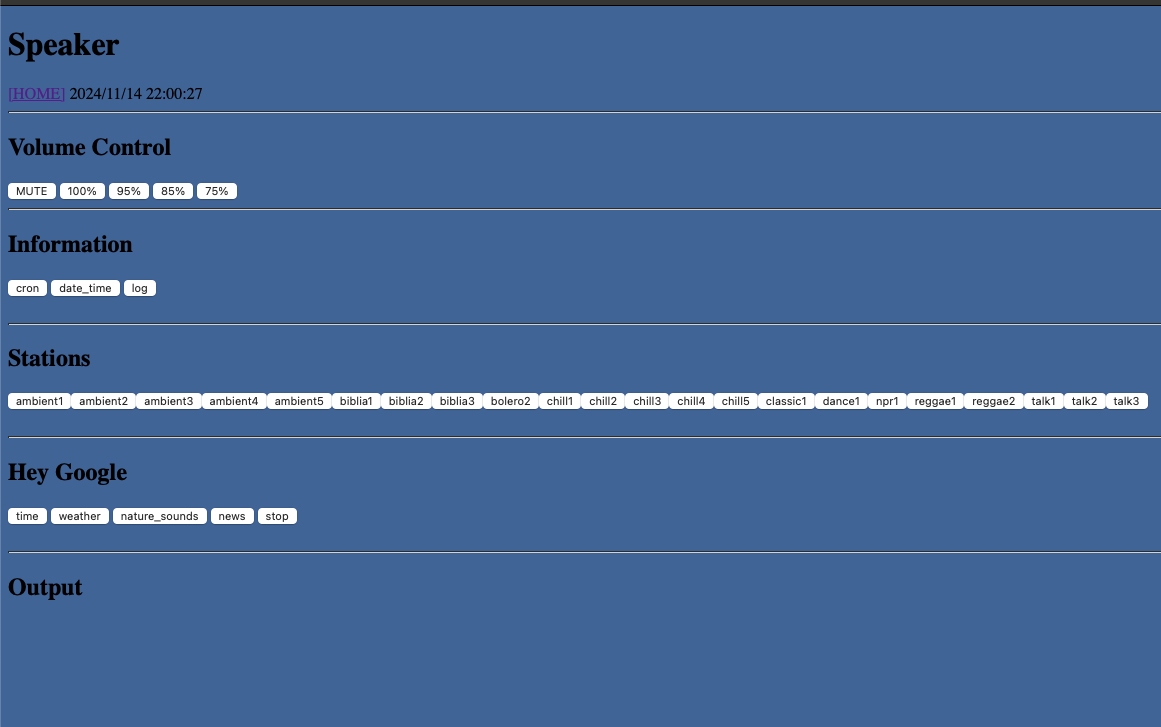 Speaker
[HOME] 2024/11/14 22:00:27
Volume Control
MUTE 100% 95% 85% 75%
Information
cron date_time log
Stations
ambient1 ambient2 ambient3 ambient4 ambient5 biblia1 biblia2 biblia3 bolero2 chill1 chill2 chill3 chill4 chill5 classic1 dance1 npr1 reggae1 reggae2 talk1 talk2 talk3
Hey Google
time weather nature_sounds news stop
Output